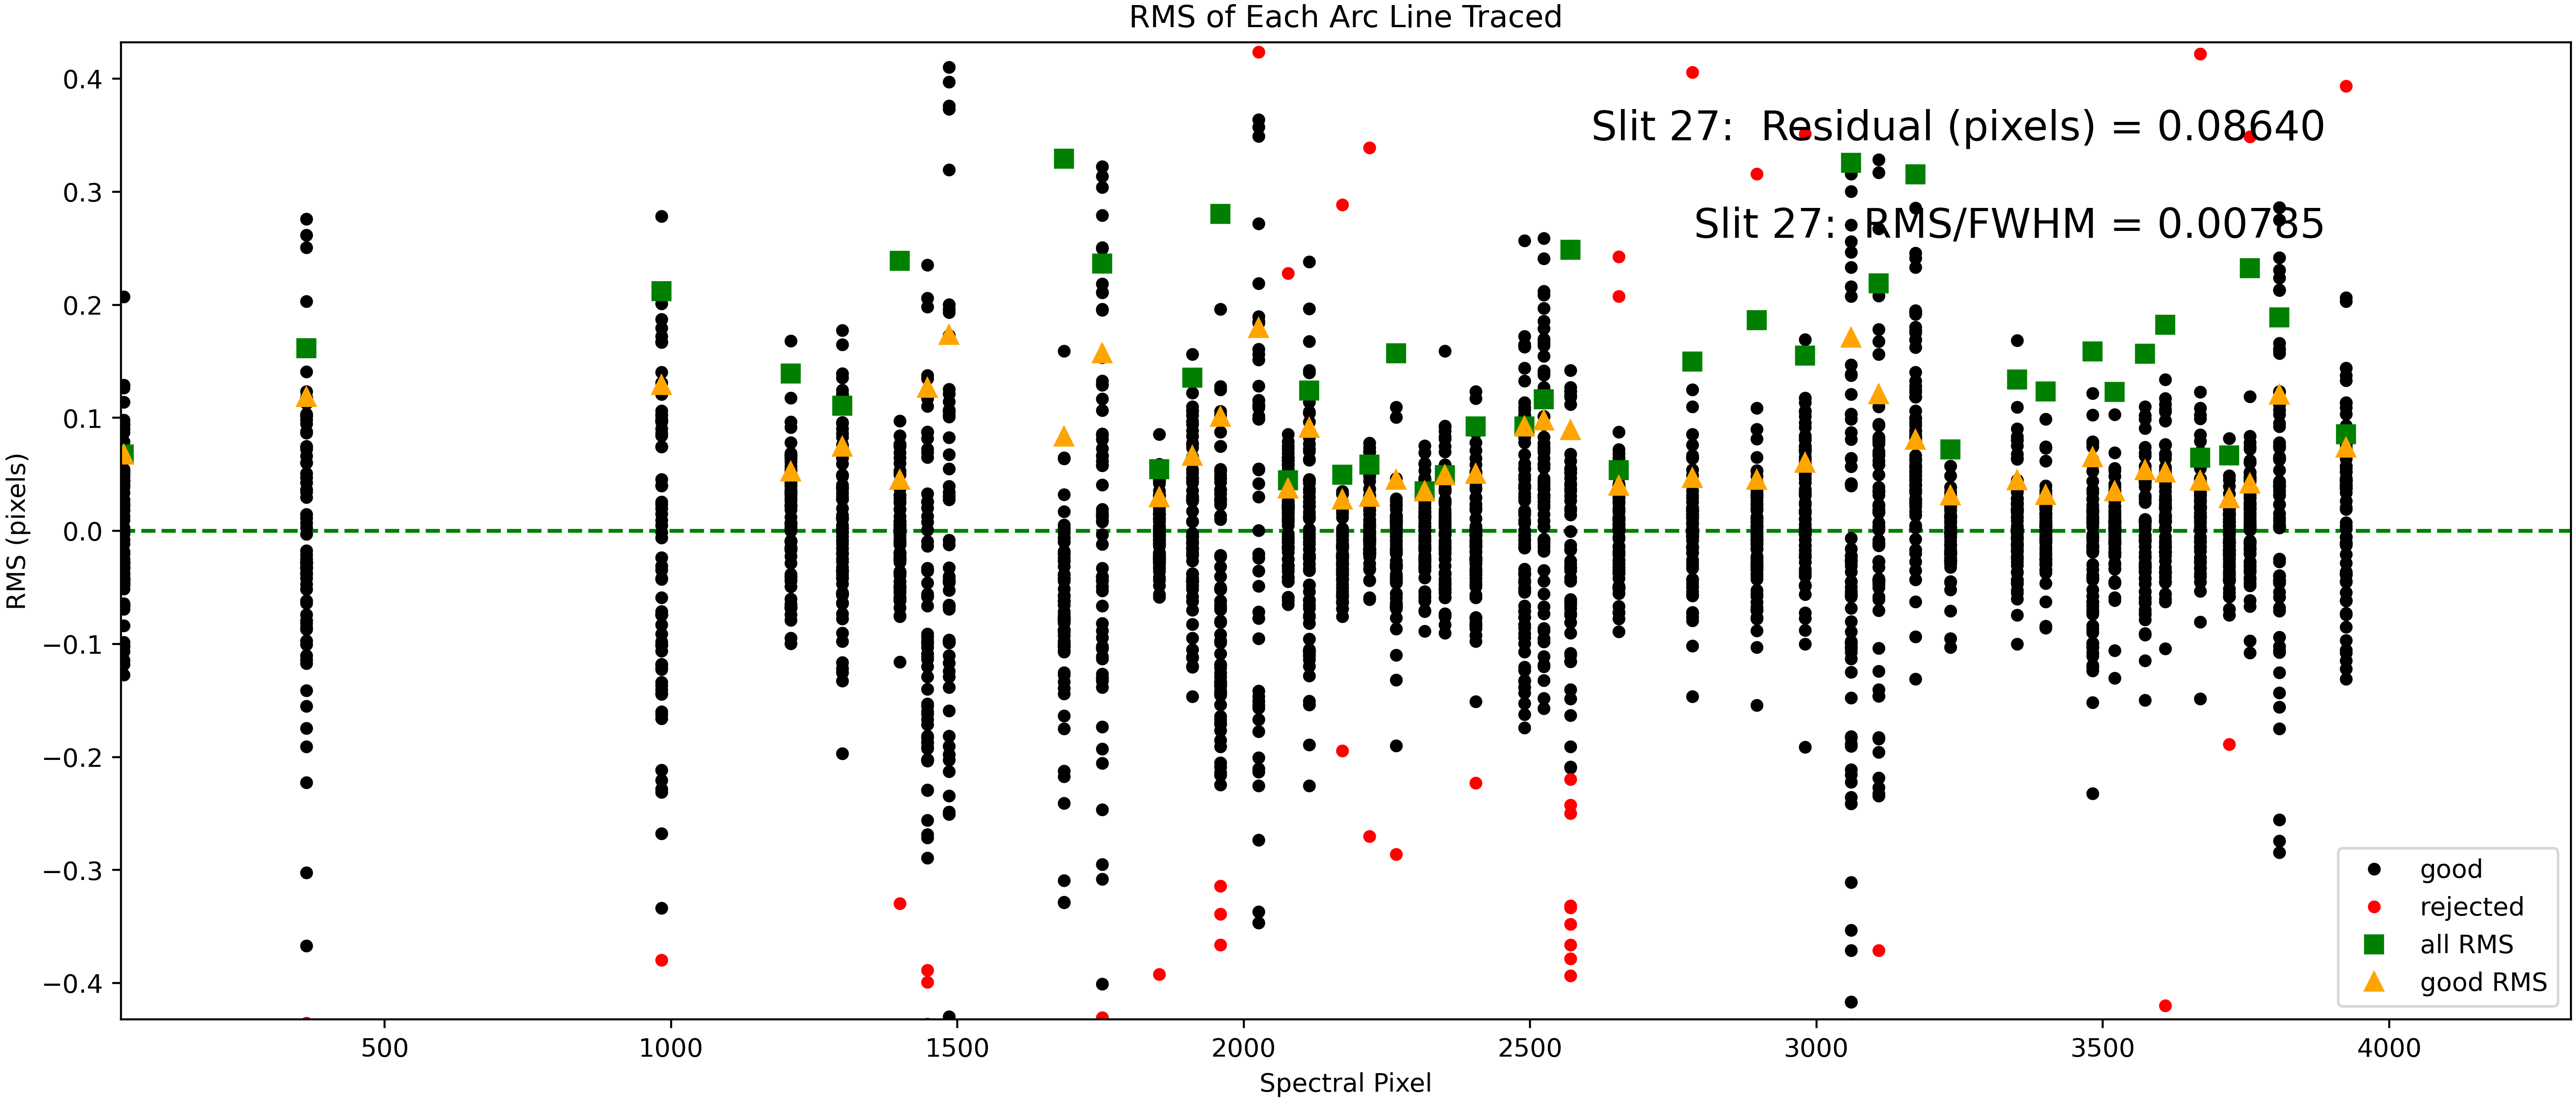 RMS of Each Arc Line Traced
0.4
Slit 27:  Residual (pixels) = 0.08640
0.3
Slit 27:  RMS/FWHM = 0.00785
0.2
0.1
0.0
−0.1
−0.2
−0.3
−0.4
RMS (pixels)
good
rejected
all RMS
good RMS
500 1000 1500 2000 2500 3000 3500 4000
Spectral Pixel